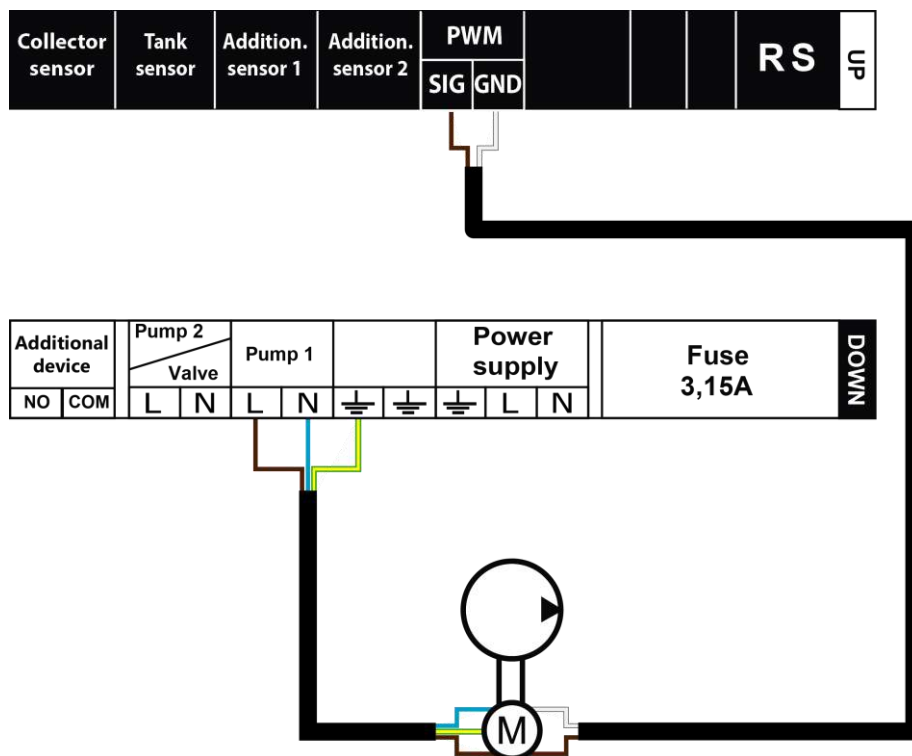 Collector
sensor
Tank
sensor
Addition.
sensor 1
Addition.
sensor 2
PWM
SIG
GND
RS
UP
Additional
device
NO
COM
Pump 2
Valve
L
N
Pump 1
L
N
Power
supply
L
N
Fuse
3,15A
DOWN
M